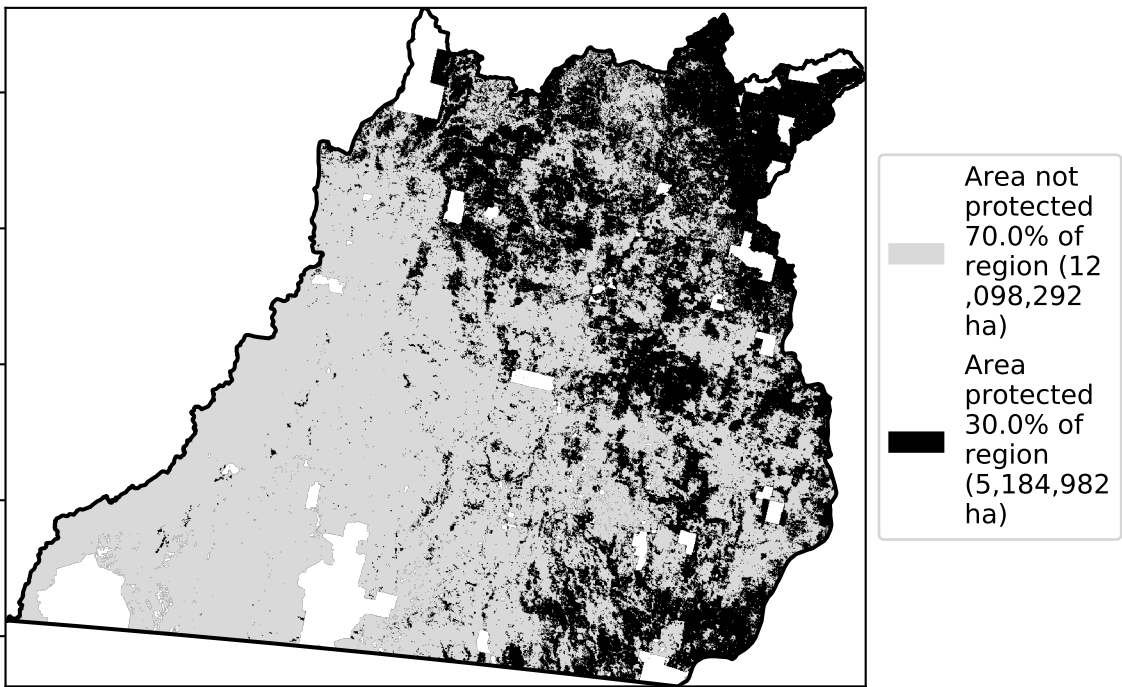 Area not
protected
70.0% of
region (12
,098,292
ha)
Area
protected
30.0% of
region
(5,184,982
ha)